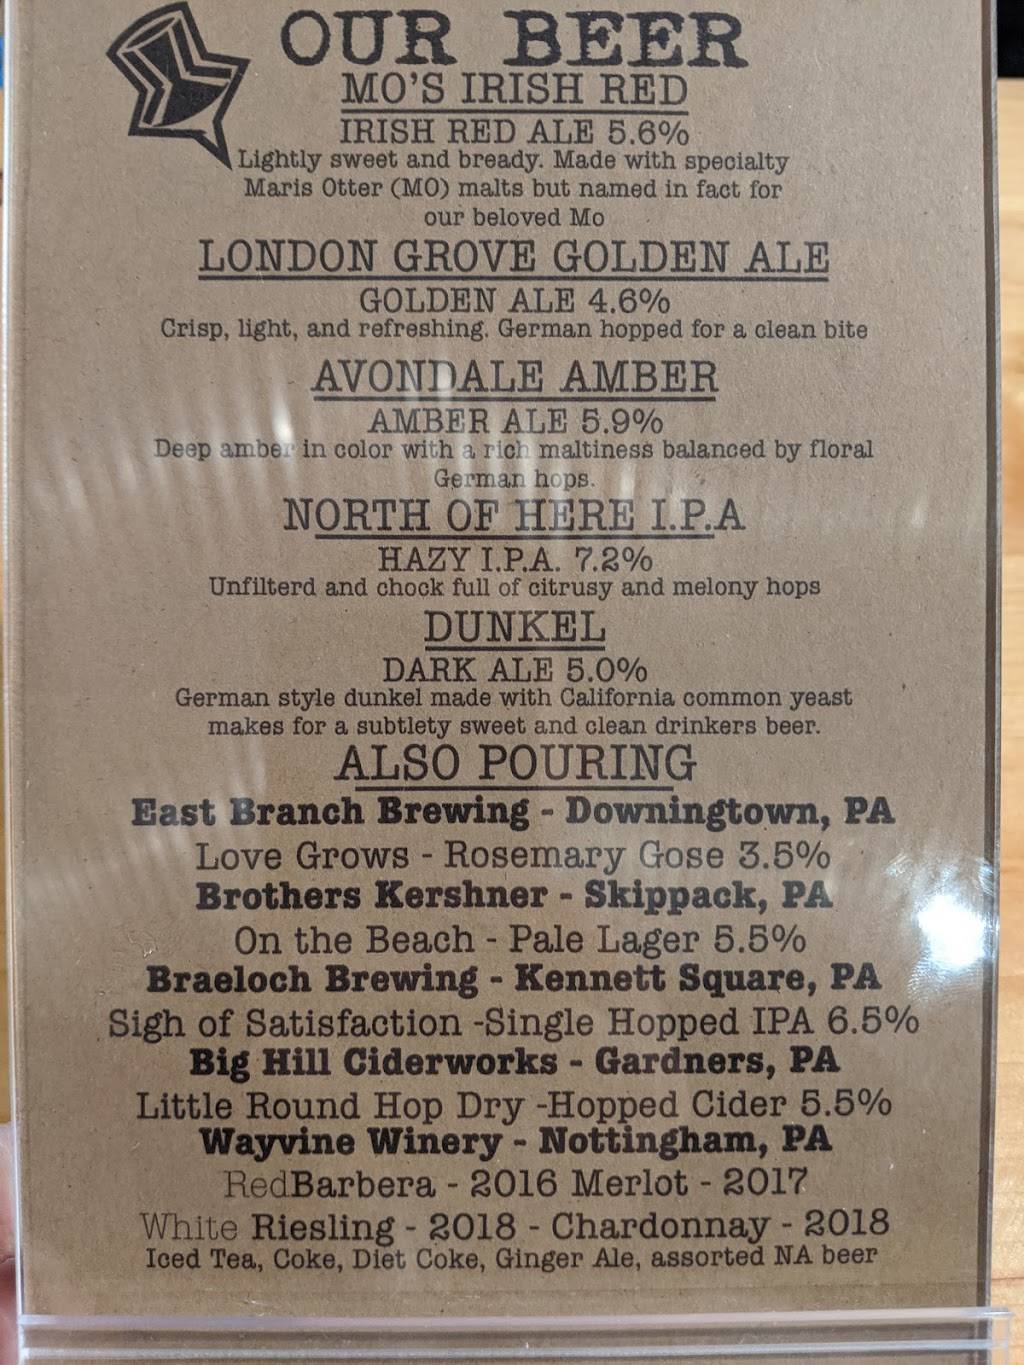 OUR BEER
MO'S IRISH RED
IRISH RED ALE 5.6%
Lightly sweet and bready. Made with specialty
Maris Otter (MO) malts but named in fact for
our beloved Mo
LONDON GROVE GOLDEN ALE
GOLDEN ALE 4.6%
Crisp, light, and refreshing. German hopped for a clean bite
AVONDALE AMBER
AMBER ALE 5.9%
Deep amber in color with a rich maltiness balanced by floral
German hops.
NORTH OF HERE I.P.A
HAZY I.P.A. 7.2%
Unfilterd and chock full of citrusy and melony hops
DUNKEL
DARK ALE 5.0%
German style dunkel made with California common yeast
makes for a subtlety sweet and clean drinkers beer.
ALSO POURING
East Branch Brewing - Downingtown, PA
Love Grows - Rosemary Gose 3.5%
Brothers Kershner - Skippack, PA
On the Beach - Pale Lager 5.5%
Braeloch Brewing - Kennett Square, PA
Sigh of Satisfaction -Single Hopped IPA 6.5%
Big Hill Ciderworks - Gardners, PA
Little Round Hop Dry -Hopped Cider 5.5%
Wayvine Winery - Nottingham, PA
RedBarbera - 2016 Merlot - 2017
White Riesling - 2018 - Chardonnay - 2018
Iced Tea, Coke, Diet Coke, Ginger Ale, assorted NA beer